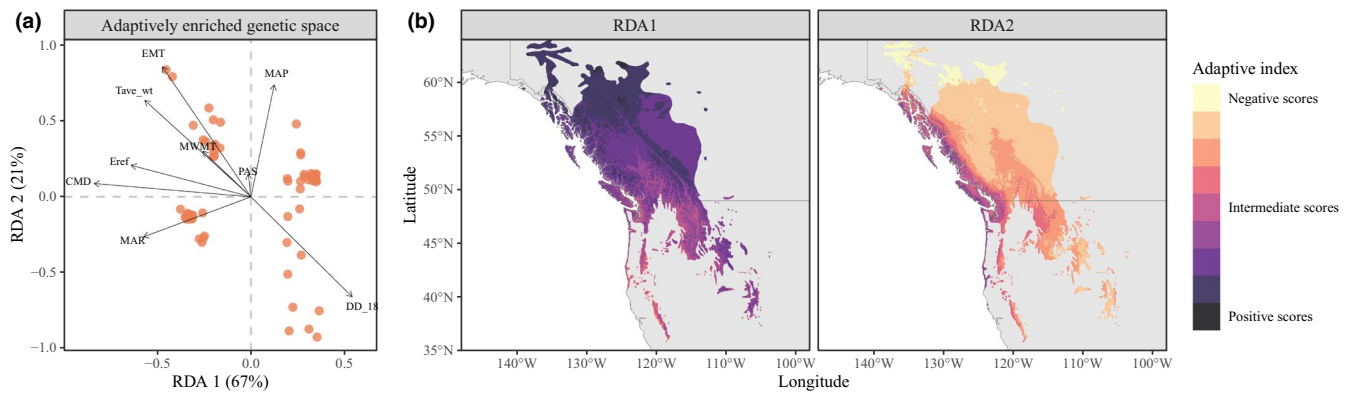 (a)
Adaptively enriched genetic space
1.0
0.5
0.0
−0.5
−1.0
RDA 2 (21%)
EMT
MAP
Tave_wt
MWMT
Eref
PAS
CMD
MAR
DD_18
−0.5
0.0
0.5
RDA 1 (67%)
(b)
RDA1
RDA2
60°N
55°N
50°N
45°N
40°N
35°N
Latitude
140°W
130°W
120°W
110°W
100°W
140°W
130°W
120°W
110°W
100°W
Longitude
Adaptive index
Negative scores
Intermediate scores
Positive scores